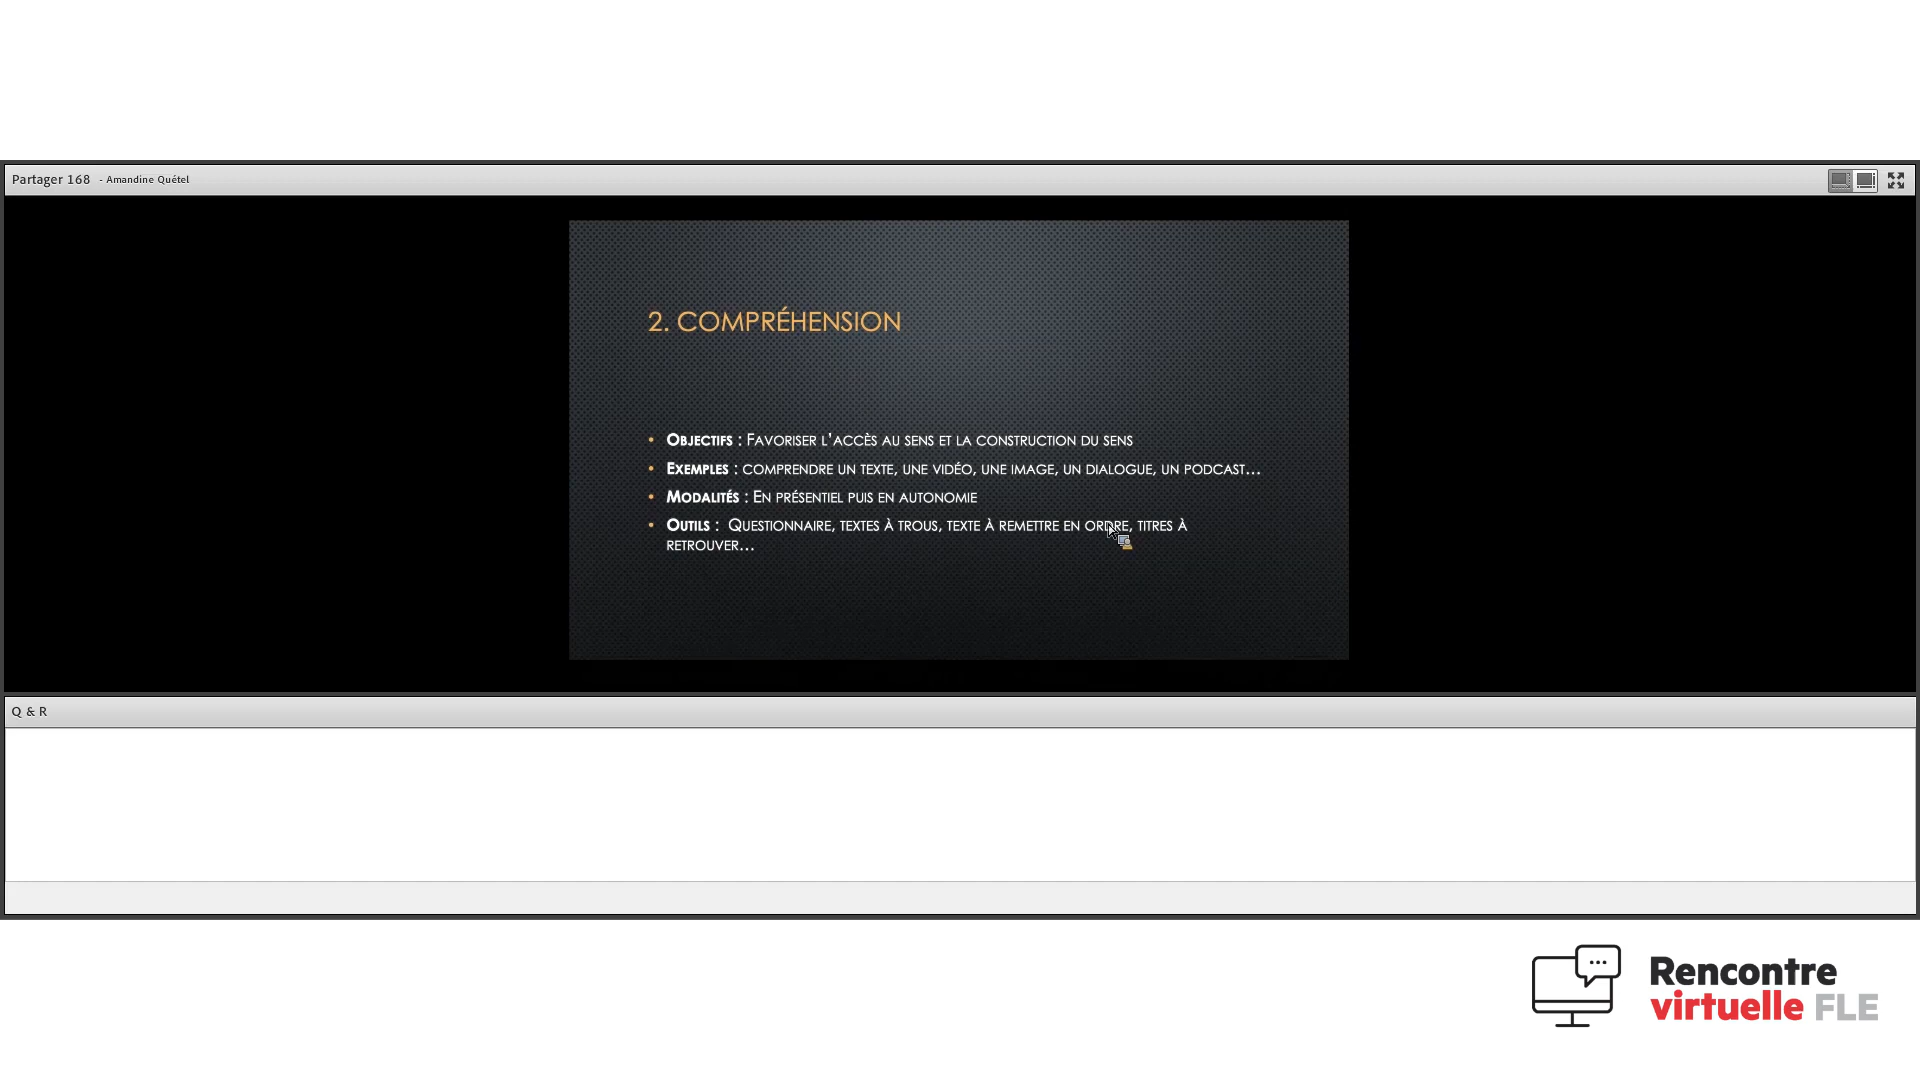 Partager 168 - Amandine Quétel
2. COMPRÉHENSION
• OBJECTIFS : FAVORISER L'ACCÈS AU SENS ET LA CONSTRUCTION DU SENS
• EXEMPLES : COMPRENDRE UN TEXTE, UNE VIDÉO, UNE IMAGE, UN DIALOGUE, UN PODCAST…
• MODALITÉS : EN PRÉSENTIEL PUIS EN AUTONOMIE
• OUTILS : QUESTIONNAIRE, TEXTES À TROUS, TEXTE À REMETTRE EN ORDRE, TITRES À
RETROUVER…
Q & R
Rencontre
virtuelle FLE